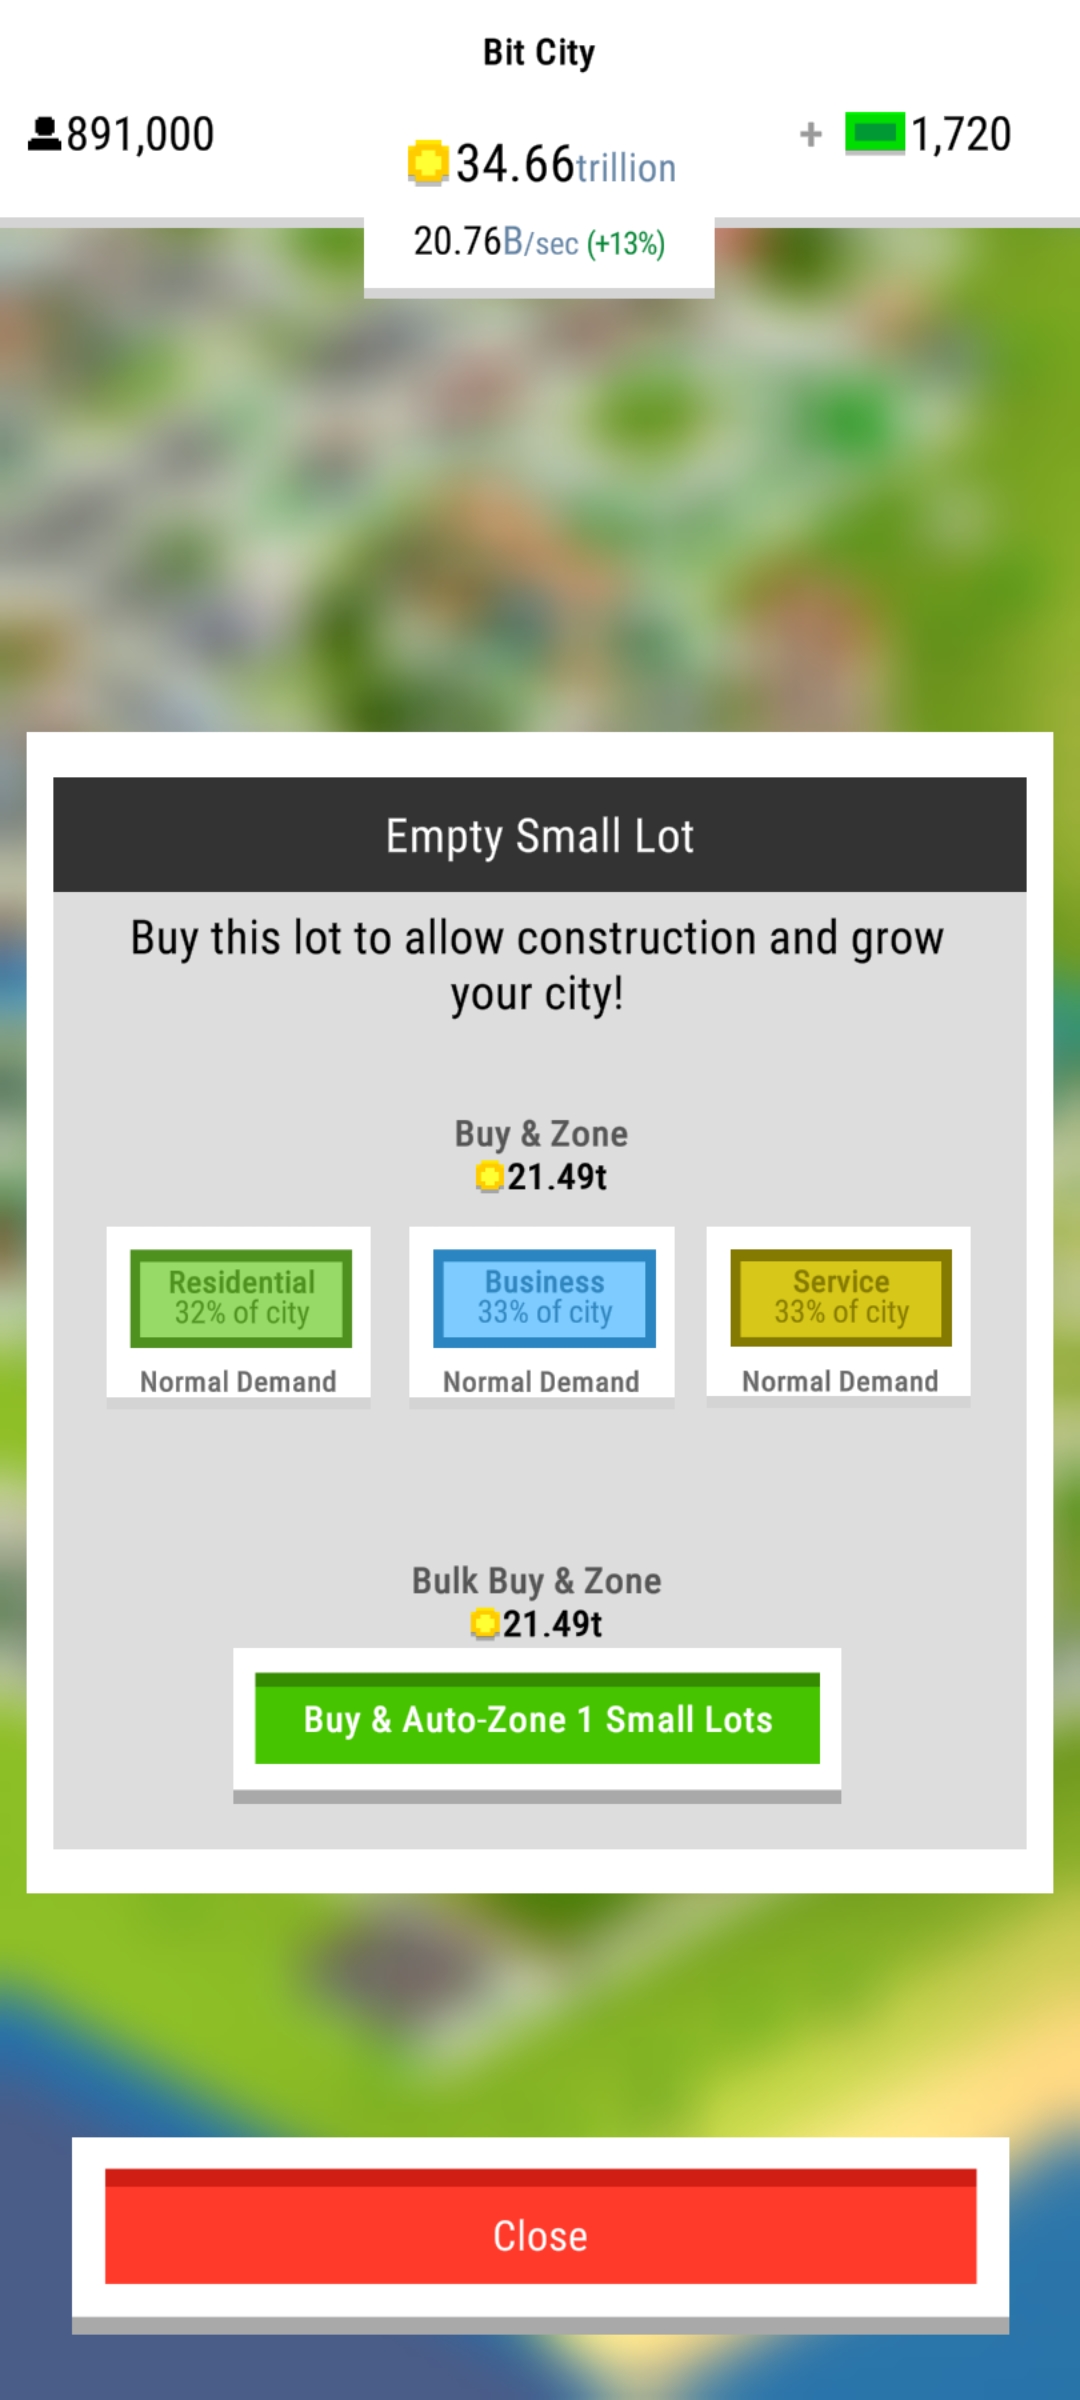 Bit City
891,000
34.66trillion
+ 1,720
20.76B/sec (+13%)
Empty Small Lot
Buy this lot to allow construction and grow
your city!
Buy & Zone
21.49t
Residential
32% of city
Normal Demand
Business
33% of city
Normal Demand
Service
33% of city
Normal Demand
Bulk Buy & Zone
21.49t
Buy & Auto-Zone 1 Small Lots
Close